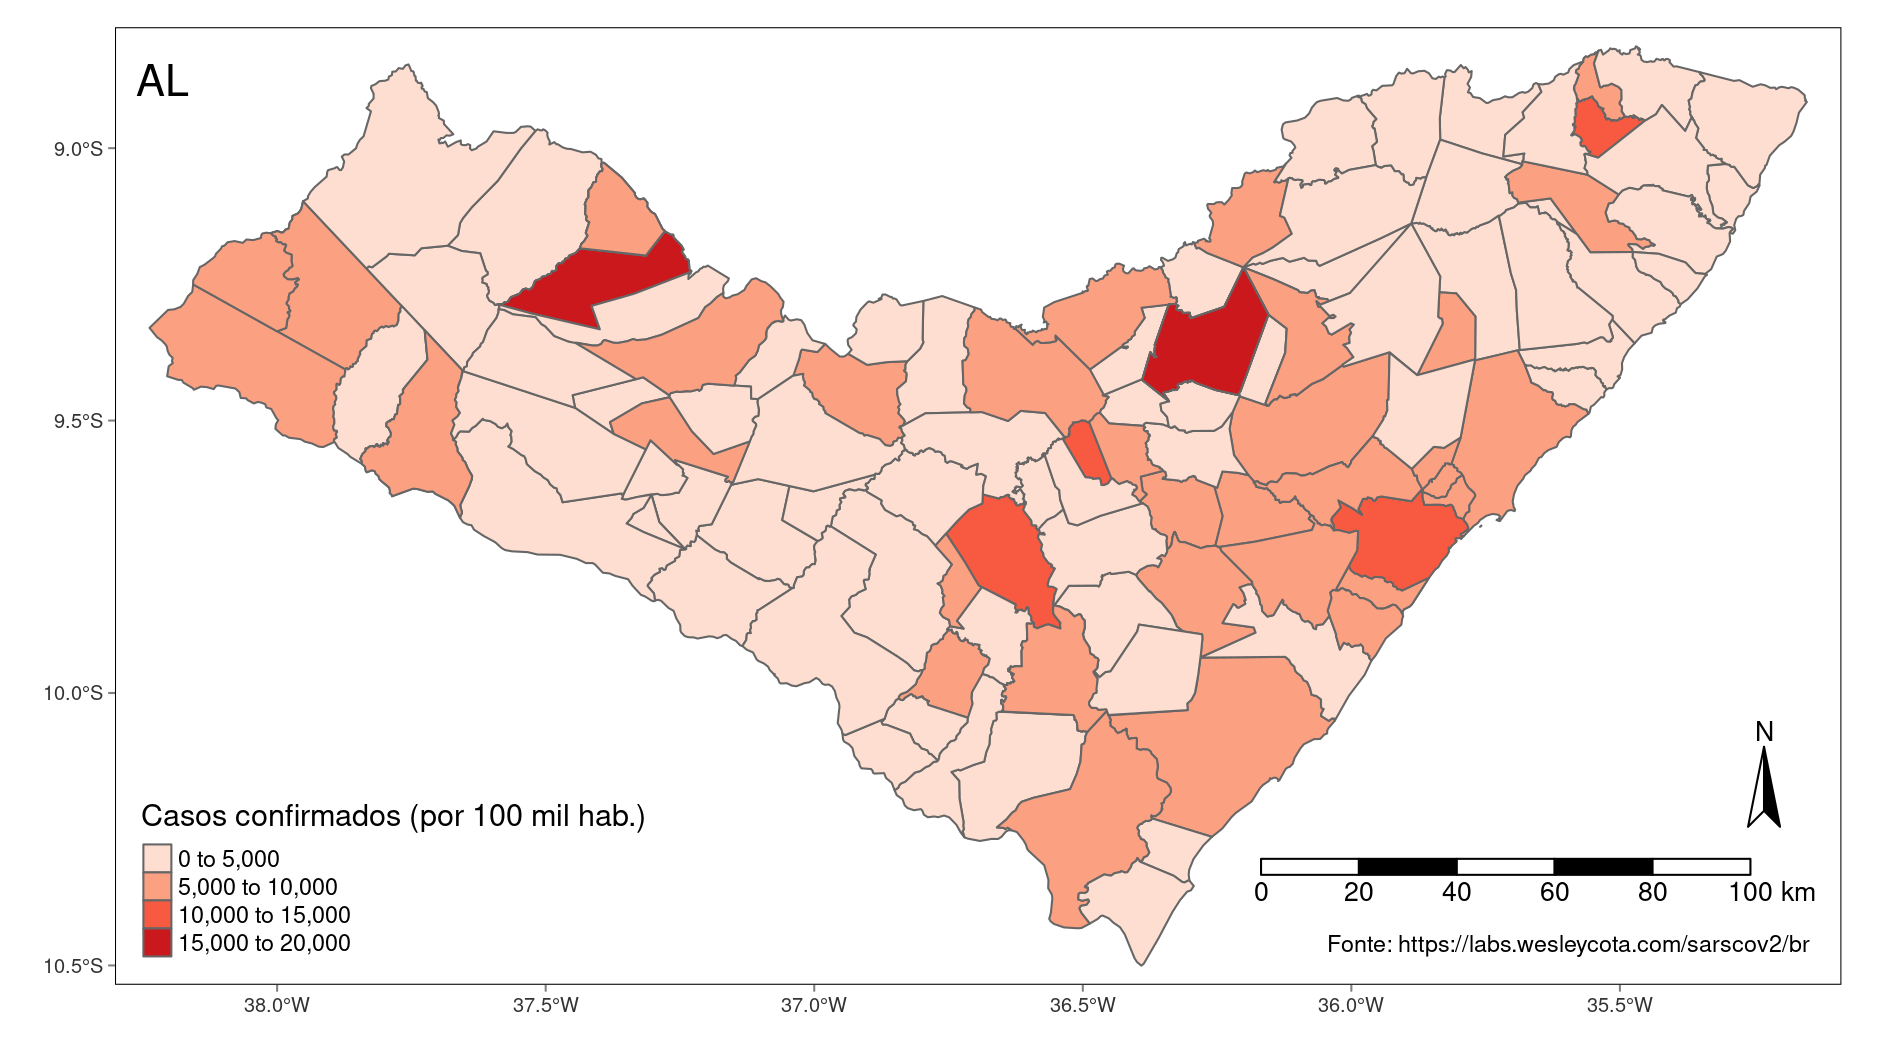 AL
9.0°S
9.5°S
10.0°S
10.5°S
N
Casos confirmados (por 100 mil hab.)
0 to 5,000
5,000 to 10,000
10,000 to 15,000
15,000 to 20,000
0 20 40 60 80 100 km
Fonte: https://labs.wesleycota.com/sarscov2/br
38.0°W 37.5°W 37.0°W 36.5°W 36.0°W 35.5°W